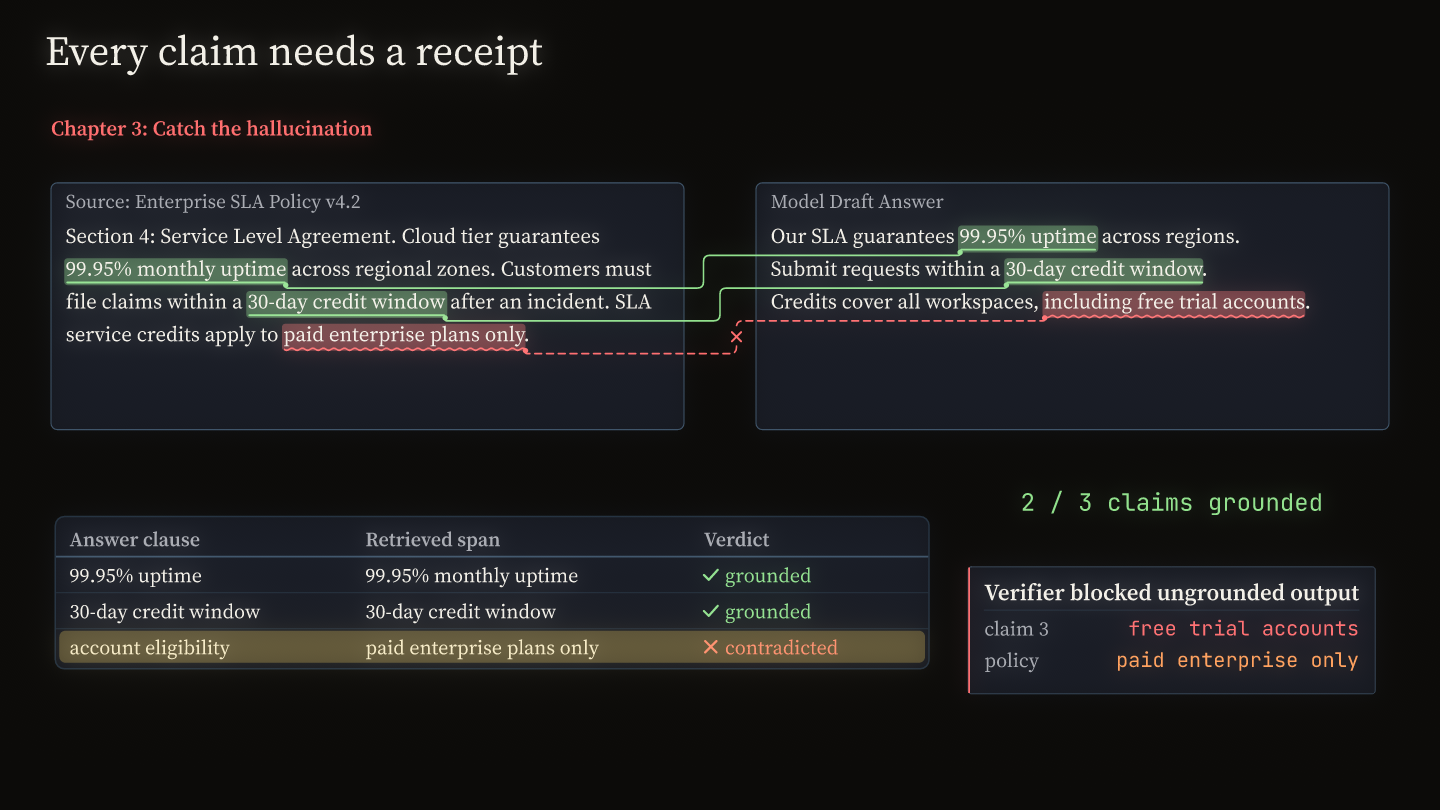 Every claim needs a receipt
Chapter 3: Catch the hallucination
Source: Enterprise SLA Policy v4.2
Section 4: Service Level Agreement. Cloud tier guarantees
99.95% monthly uptime across regional zones. Customers must
file claims within a 30-day credit window after an incident. SLA
service credits apply to paid enterprise plans only.
Model Draft Answer
Our SLA guarantees 99.95% uptime across regions.
Submit requests within a 30-day credit window.
Credits cover all workspaces, including free trial accounts.
Answer clause Retrieved span Verdict
99.95% uptime 99.95% monthly uptime ✓ grounded
30-day credit window 30-day credit window ✓ grounded
account eligibility paid enterprise plans only ✕ contradicted
2 / 3 claims grounded
Verifier blocked ungrounded output
claim 3 free trial accounts
policy paid enterprise only